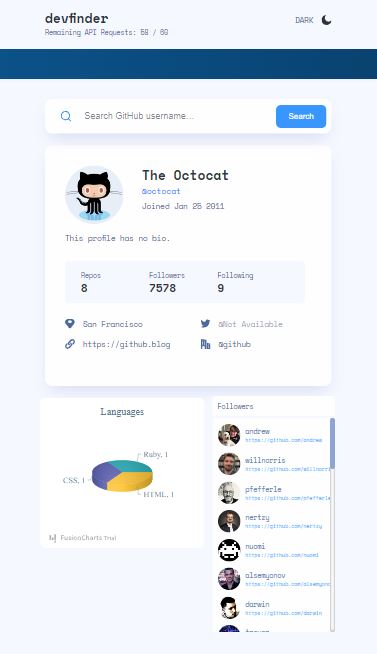 devfinder
DARK
Remaining API Requests: 58 / 60
Search GitHub username...
Search
The Octocat
@octocat
Joined Jan 25 2011
This profile has no bio.
Repos
Followers
Following
8
7578
9
San Francisco
@Not Available
https://github.blog
@github
Languages
Ruby, 1
CSS, 1
HTML, 1
FusionCharts Trial
Followers
andrew
https://github.com/andrew
willnorris
https://github.com/willnorri
pfefferle
https://github.com/pfefferle
nertzy
https://github.com/nertzy
nuomi
https://github.com/nuomi
alsemyonov
https://github.com/alsemyono
darwin
https://github.com/darwin